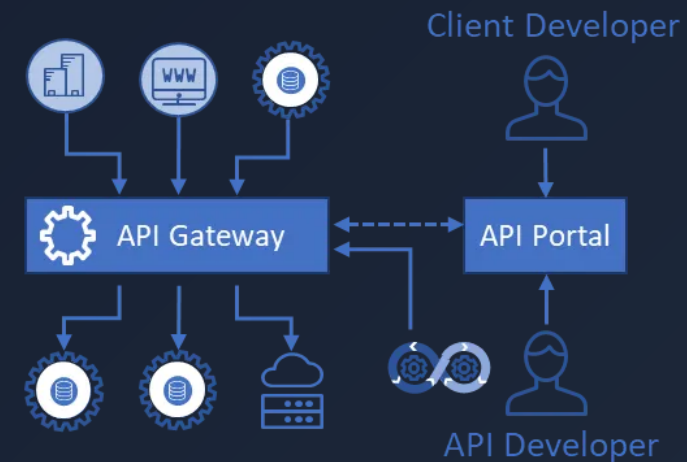 Client Developer
WWW
API Gateway
API Portal
API Developer